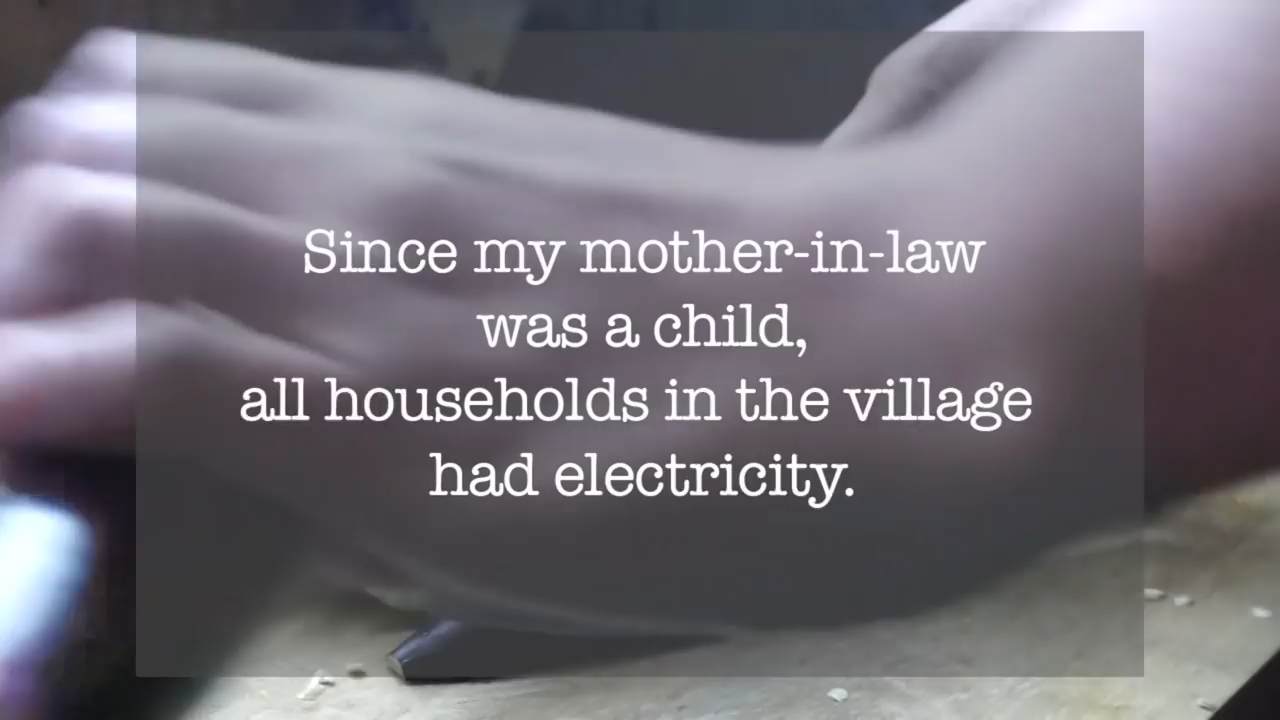 Since my mother-in-law
was a child,
all households in the village
had electricity.